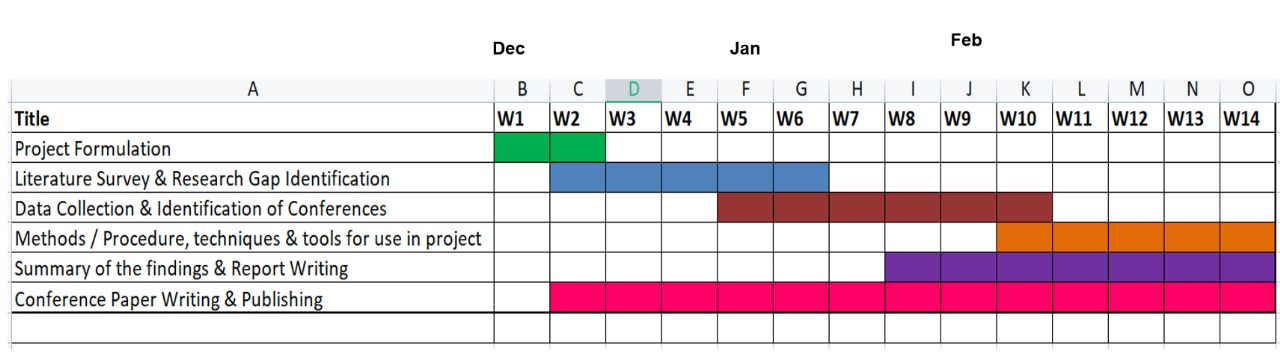 Dec Jan Feb
A B C D E F G H I J K L M N O
Title W1 W2 W3 W4 W5 W6 W7 W8 W9 W10 W11 W12 W13 W14
Project Formulation
Literature Survey & Research Gap Identification
Data Collection & Identification of Conferences
Methods / Procedure, techniques & tools for use in project
Summary of the findings & Report Writing
Conference Paper Writing & Publishing